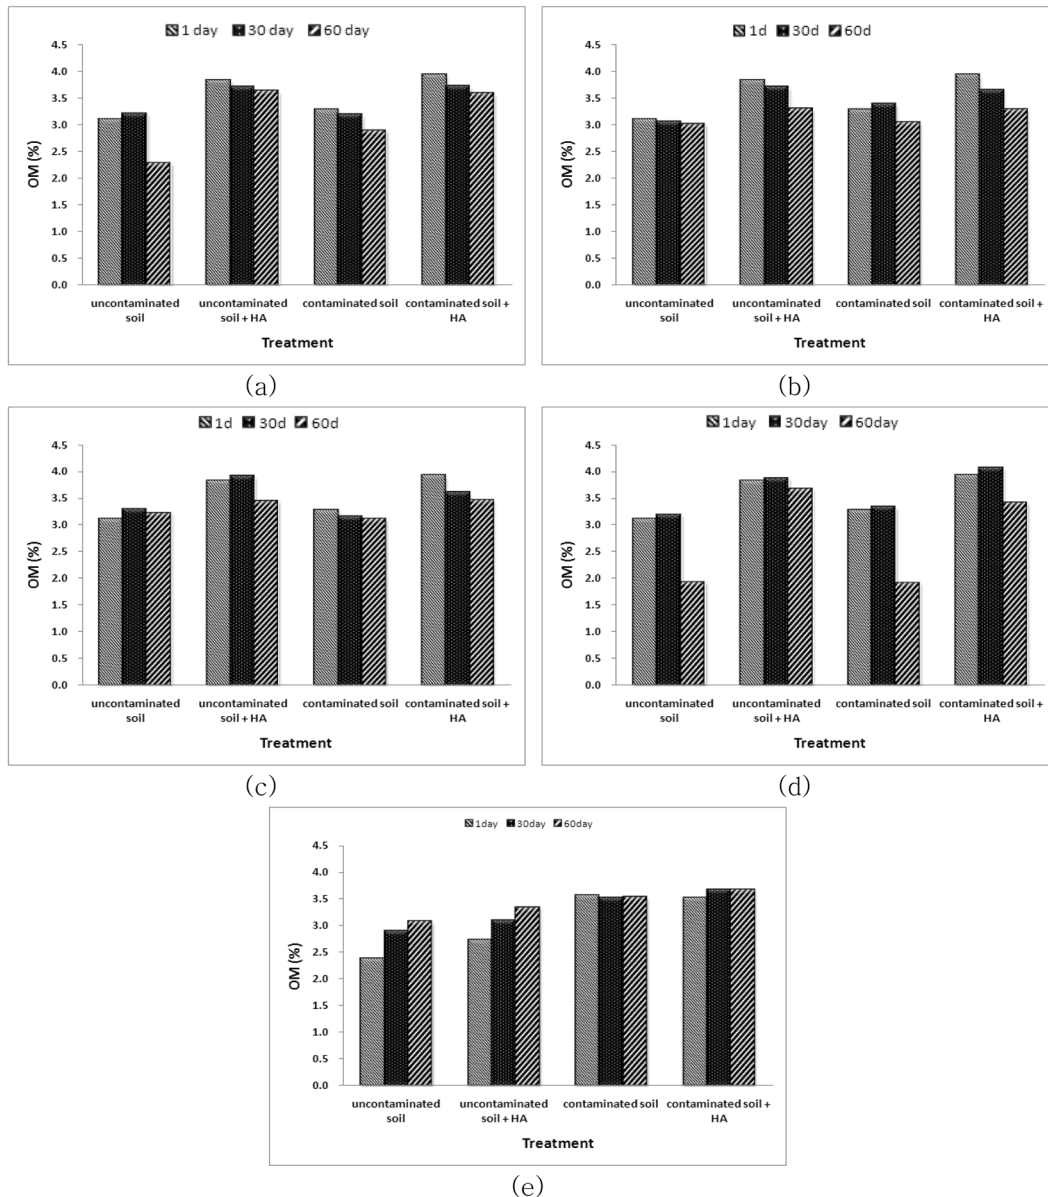 1 day 30 day 60 day
4.5
4.0
3.5
3.0
2.5
2.0
1.5
1.0
0.5
0.0
OM (%)
uncontaminated soil
uncontaminated soil + HA
contaminated soil
contaminated soil + HA
Treatment
(a)
1d 30d 60d
4.5
4.0
3.5
3.0
2.5
2.0
1.5
1.0
0.5
0.0
OM (%)
uncontaminated soil
uncontaminated soil + HA
contaminated soil
contaminated soil + HA
Treatment
(b)
1d 30d 60d
4.5
4.0
3.5
3.0
2.5
2.0
1.5
1.0
0.5
0.0
OM (%)
uncontaminated soil
uncontaminated soil + HA
contaminated soil
contaminated soil + HA
Treatment
(c)
1day 30day 60day
4.5
4.0
3.5
3.0
2.5
2.0
1.5
1.0
0.5
0.0
OM (%)
uncontaminated soil
uncontaminated soil + HA
contaminated soil
contaminated soil + HA
Treatment
(d)
1day 30day 60day
4.5
4.0
3.5
3.0
2.5
2.0
1.5
1.0
0.5
0.0
OM (%)
uncontaminated soil
uncontaminated soil + HA
contaminated soil
contaminated soil + HA
Treatment
(e)